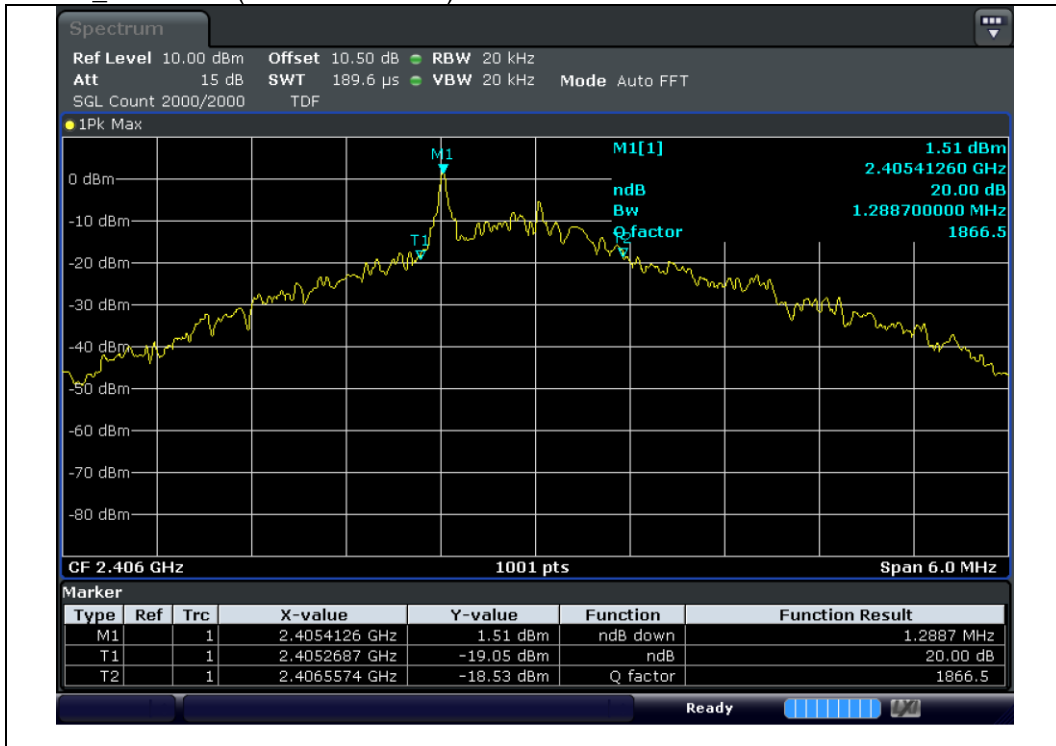 Spectrum
Ref Level 10.00 dBm Offset 10.50 dB RBW 20 kHz
Att 15 dB SWT 189.6 µs VBW 20 kHz Mode Auto FFT
SGL Count 2000/2000 TDF
1Pk Max
M1[1] 1.51 dBm
2.40541260 GHz
ndB 20.00 dB
Bw 1.288700000 MHz
Q factor 1866.5
M1
T1
T2
0 dBm
-10 dBm
-20 dBm
-30 dBm
-40 dBm
-50 dBm
-60 dBm
-70 dBm
-80 dBm
CF 2.406 GHz 1001 pts Span 6.0 MHz
Marker
Type Ref Trc X-value Y-value Function Function Result
M1 1 2.4054126 GHz 1.51 dBm ndB down 1.2887 MHz
T1 1 2.4052687 GHz -19.05 dBm ndB 20.00 dB
T2 1 2.4065574 GHz -18.53 dBm Q factor 1866.5
Ready